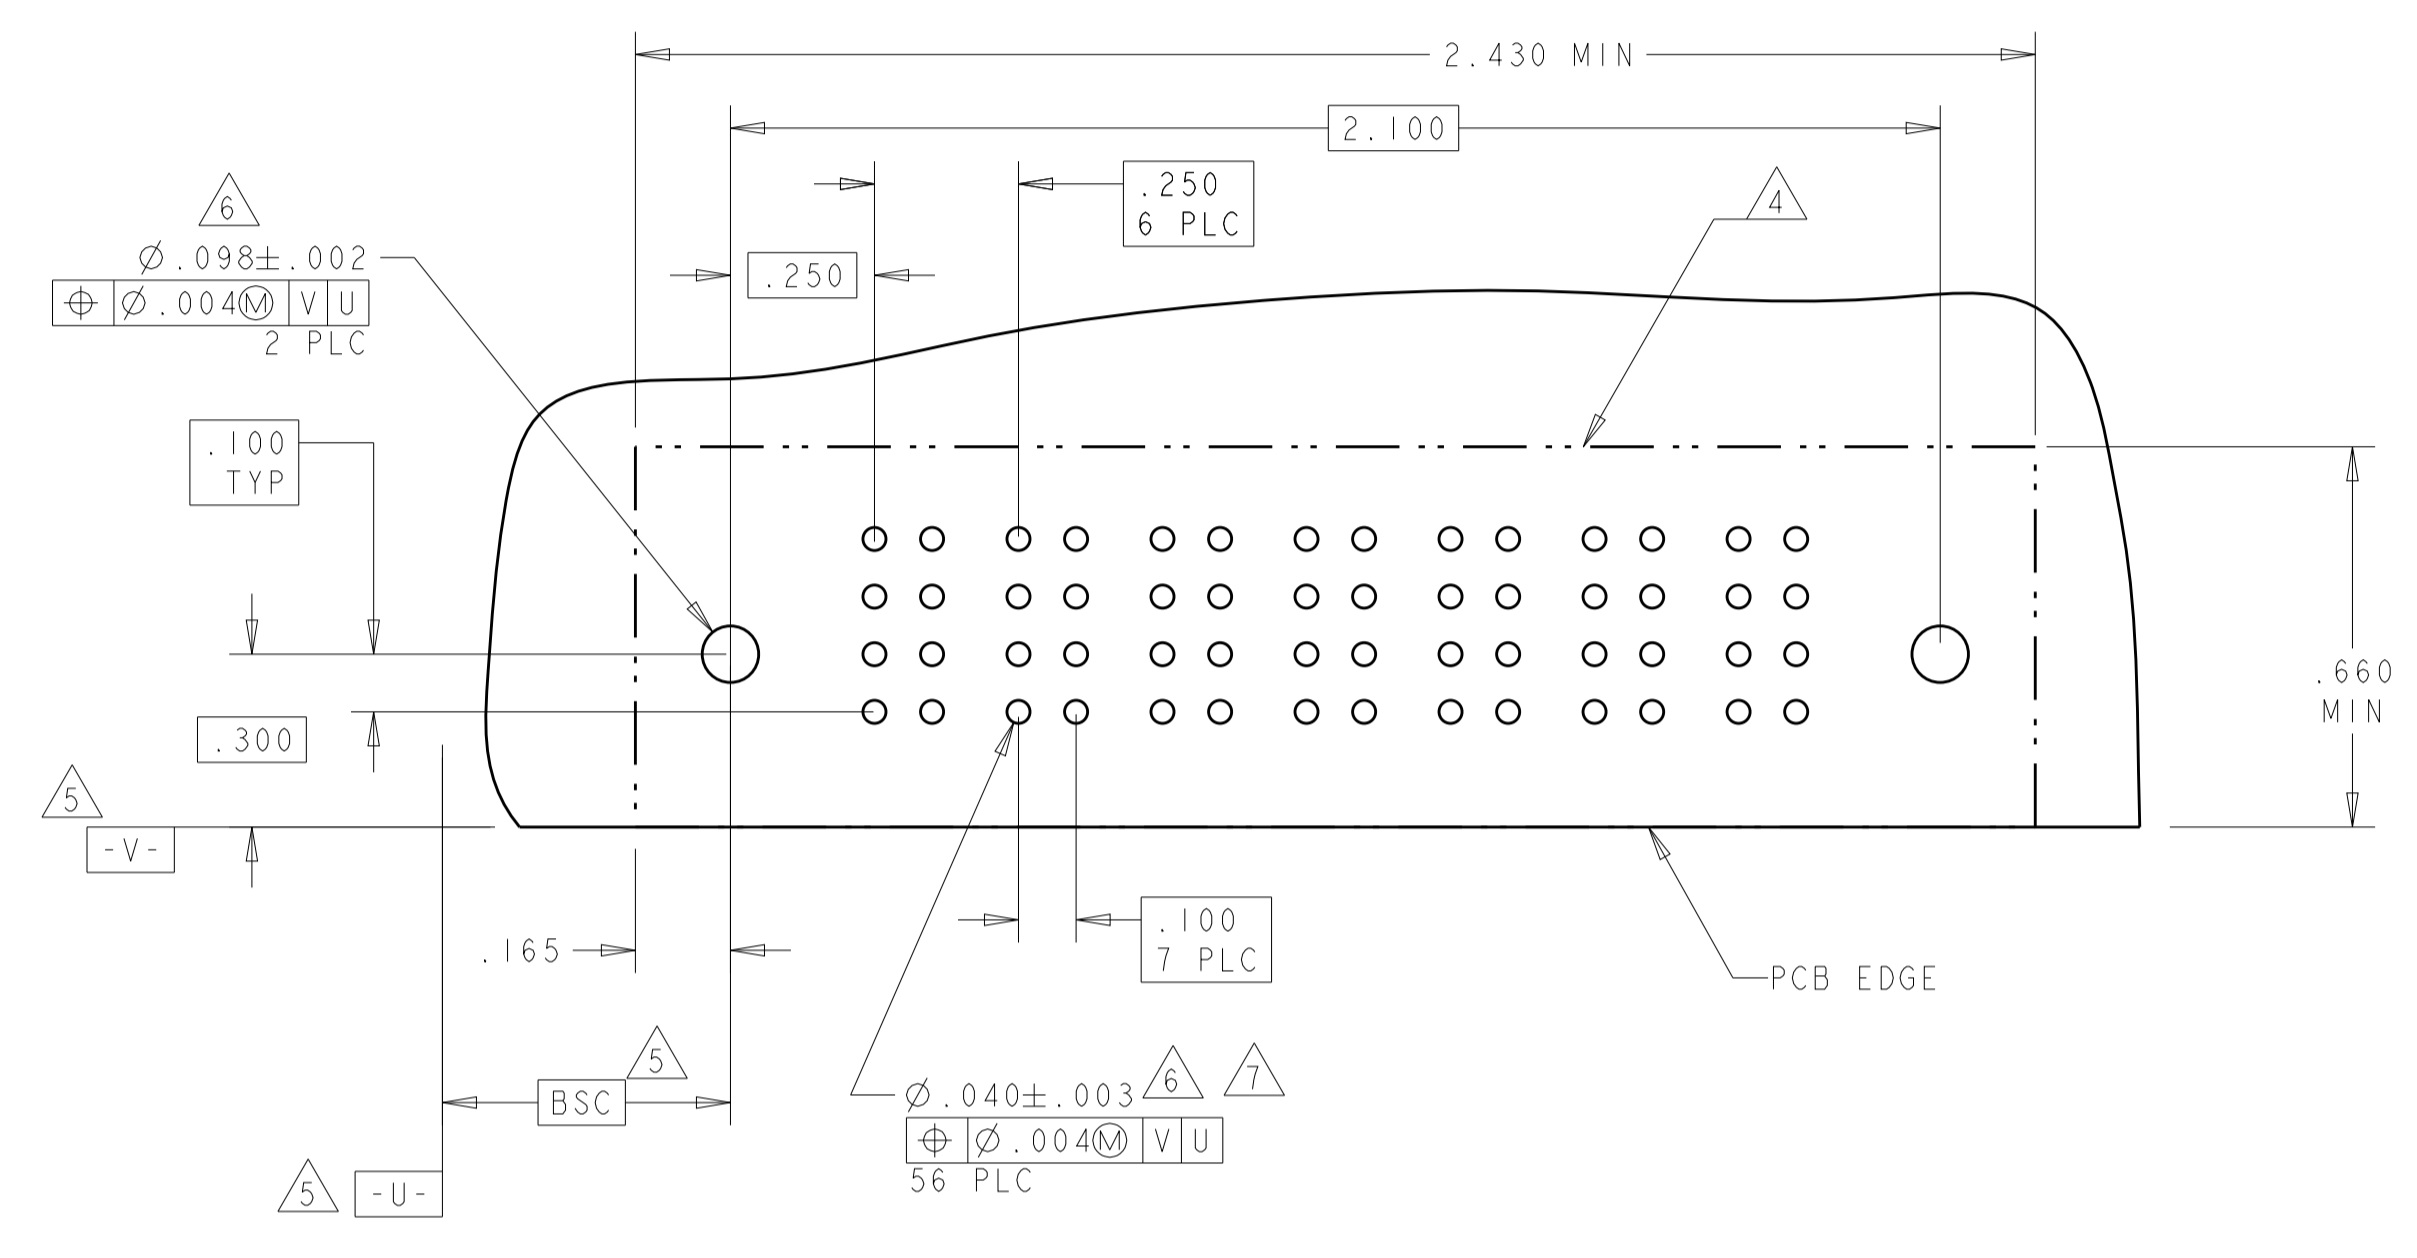 2.430 MIN
2.100
.250
6 PLC
4
6
.250
⌀.098±.002
⌖ ⌀.004Ⓜ V U
2 PLC
.100
TYP
.660
MIN
.300
5
-V-
.100
7 PLC
.165
PCB EDGE
5
BSC
6 7
⌀.040±.003
⌖ ⌀.004Ⓜ V U
56 PLC
5
-U-